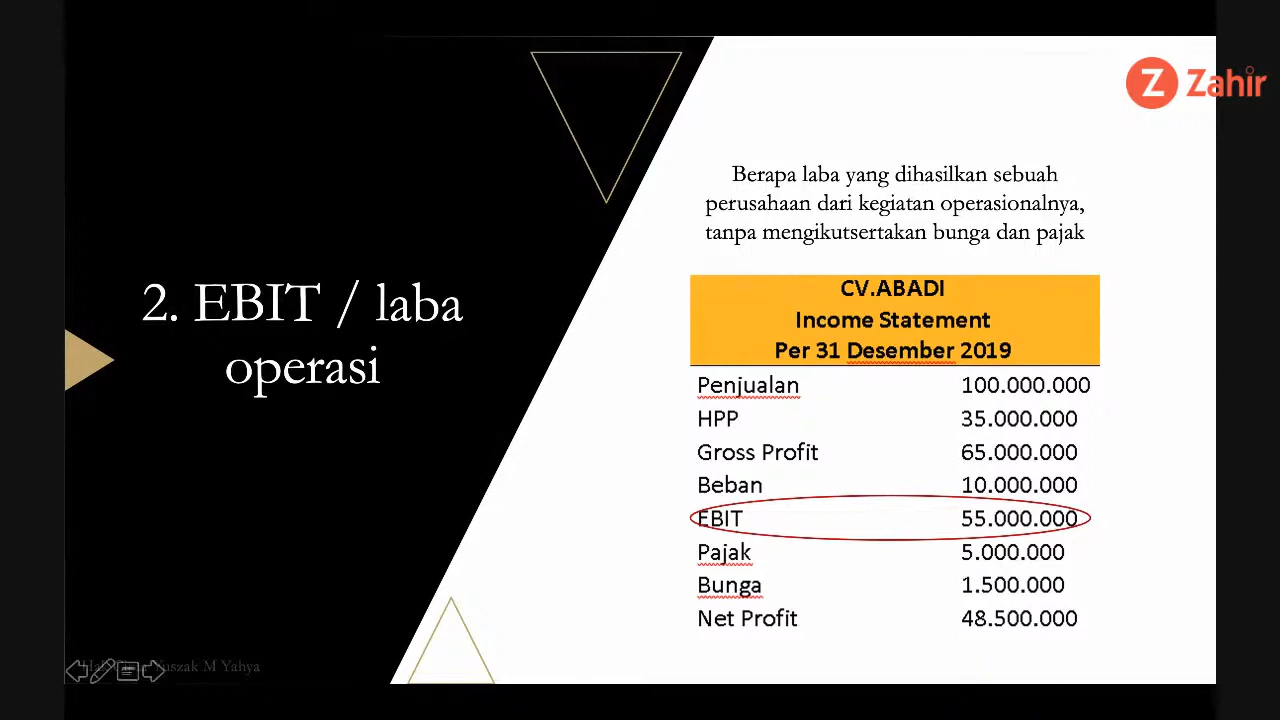 Zahir
Berapa laba yang dihasilkan sebuah
perusahaan dari kegiatan operasionalnya,
tanpa mengikutsertakan bunga dan pajak
2. EBIT / laba
operasi
CV.ABADI
Income Statement
Per 31 Desember 2019
Penjualan 100.000.000
HPP 35.000.000
Gross Profit 65.000.000
Beban 10.000.000
EBIT 55.000.000
Pajak 5.000.000
Bunga 1.500.000
Net Profit 48.500.000
M Yahya